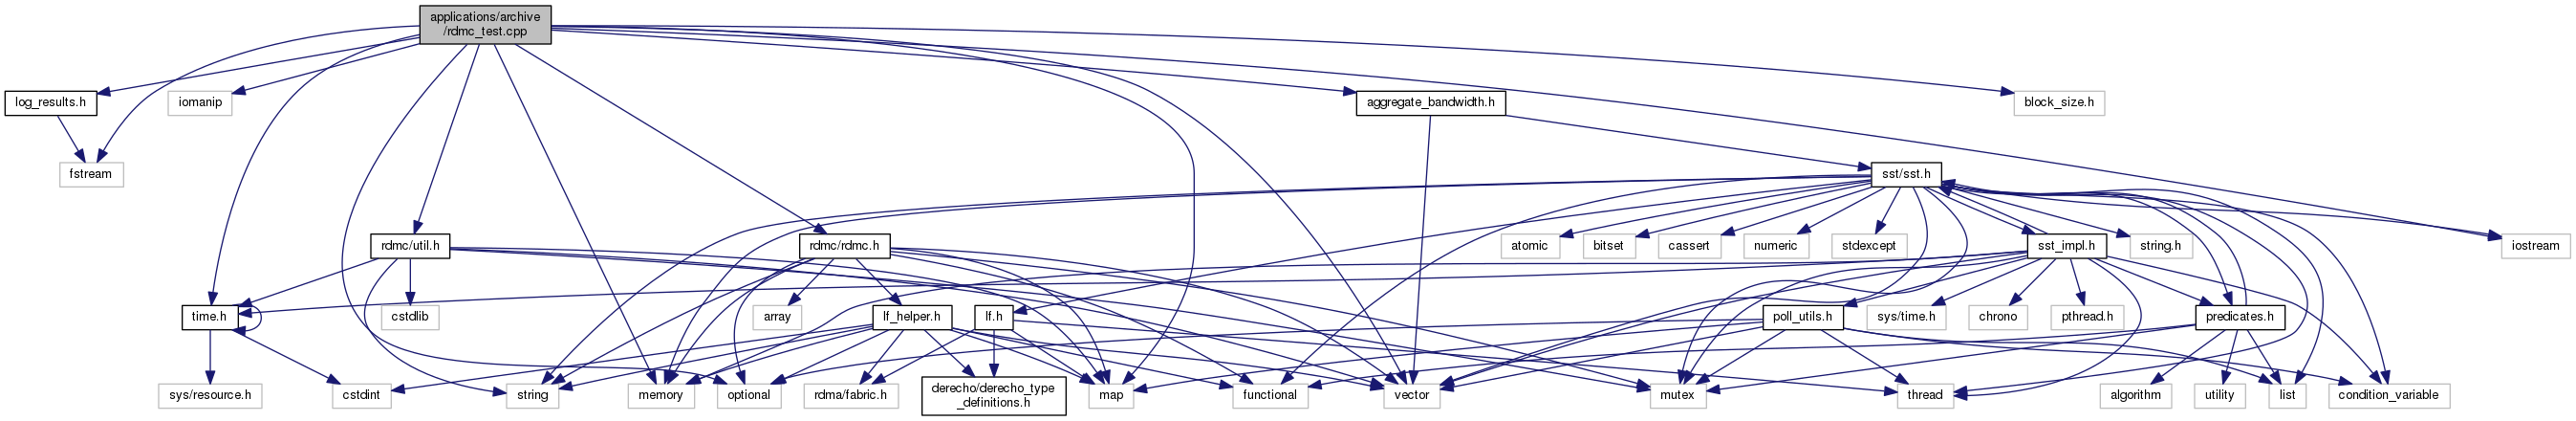 applications/archive
/rdmc_test.cpp
log_results.h
iomanip
aggregate_bandwidth.h
block_size.h
fstream
sst/sst.h
rdmc/util.h
rdmc/rdmc.h
atomic
bitset
cassert
numeric
stdexcept
sst_impl.h
string.h
iostream
time.h
cstdlib
array
lf_helper.h
lf.h
poll_utils.h
sys/time.h
chrono
pthread.h
predicates.h
sys/resource.h
cstdint
string
memory
optional
rdma/fabric.h
derecho/derecho_type
_definitions.h
map
functional
vector
mutex
thread
algorithm
utility
list
condition_variable